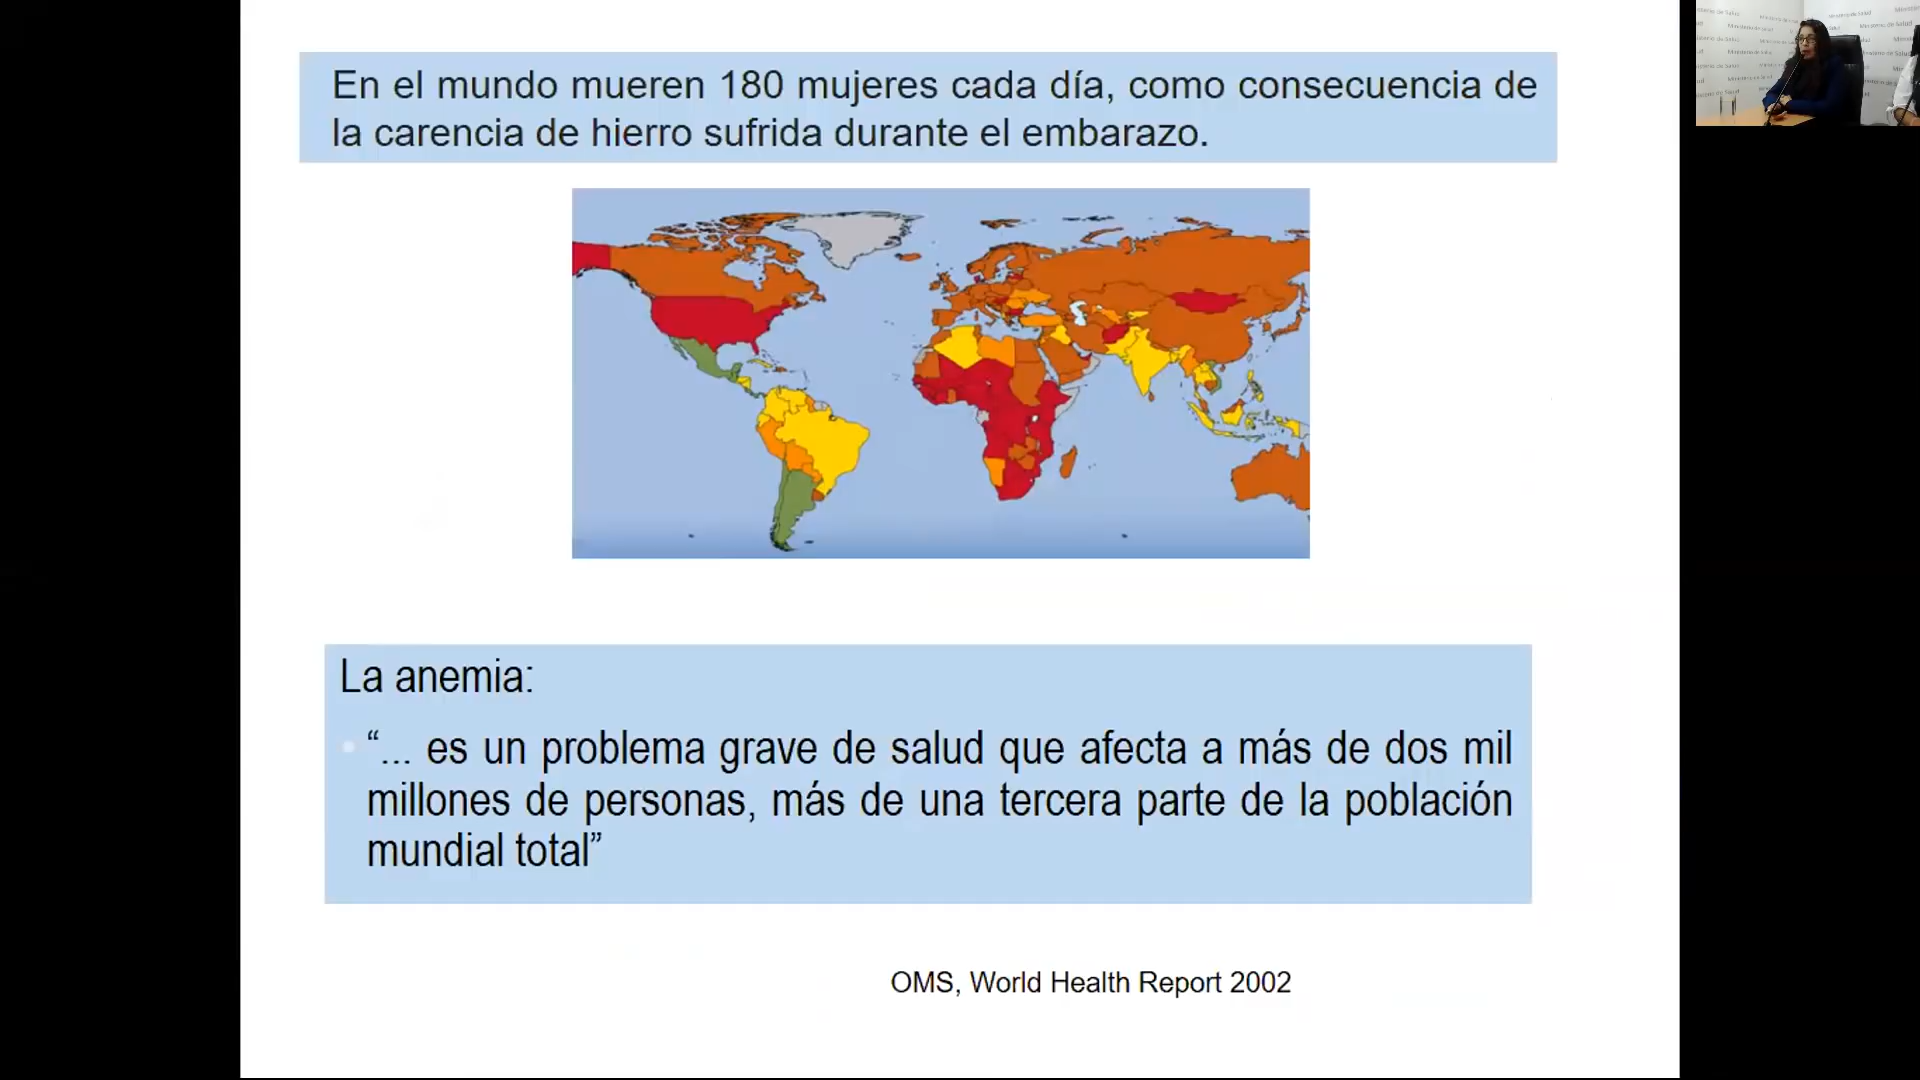 En el mundo mueren 180 mujeres cada día, como consecuencia de
la carencia de hierro sufrida durante el embarazo.
La anemia:
“... es un problema grave de salud que afecta a más de dos mil
millones de personas, más de una tercera parte de la población
mundial total”
OMS, World Health Report 2002